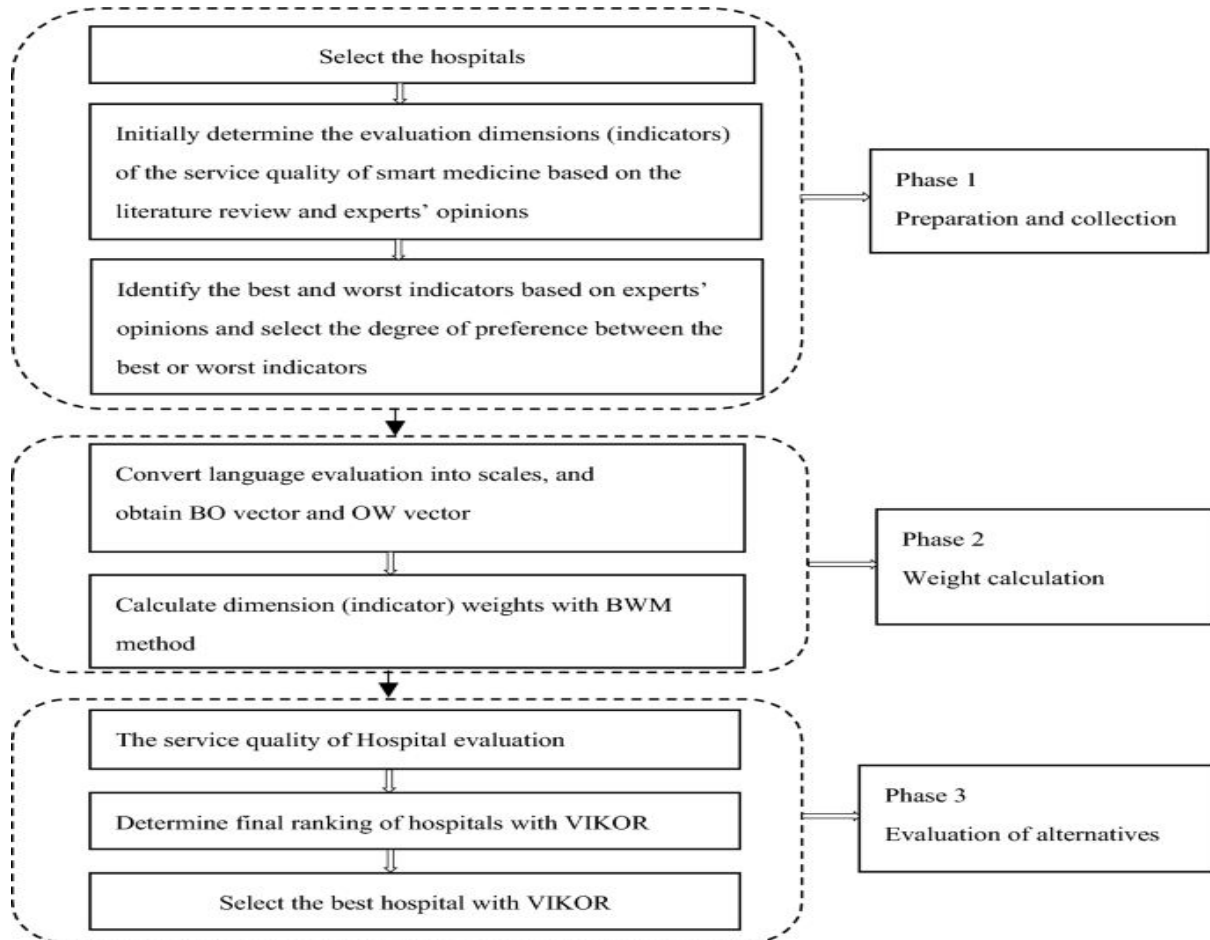 Select the hospitals
Initially determine the evaluation dimensions (indicators)
of the service quality of smart medicine based on the
literature review and experts’ opinions
Identify the best and worst indicators based on experts’
opinions and select the degree of preference between the
best or worst indicators
Phase 1
Preparation and collection
Convert language evaluation into scales, and
obtain BO vector and OW vector
Calculate dimension (indicator) weights with BWM
method
Phase 2
Weight calculation
The service quality of Hospital evaluation
Determine final ranking of hospitals with VIKOR
Select the best hospital with VIKOR
Phase 3
Evaluation of alternatives